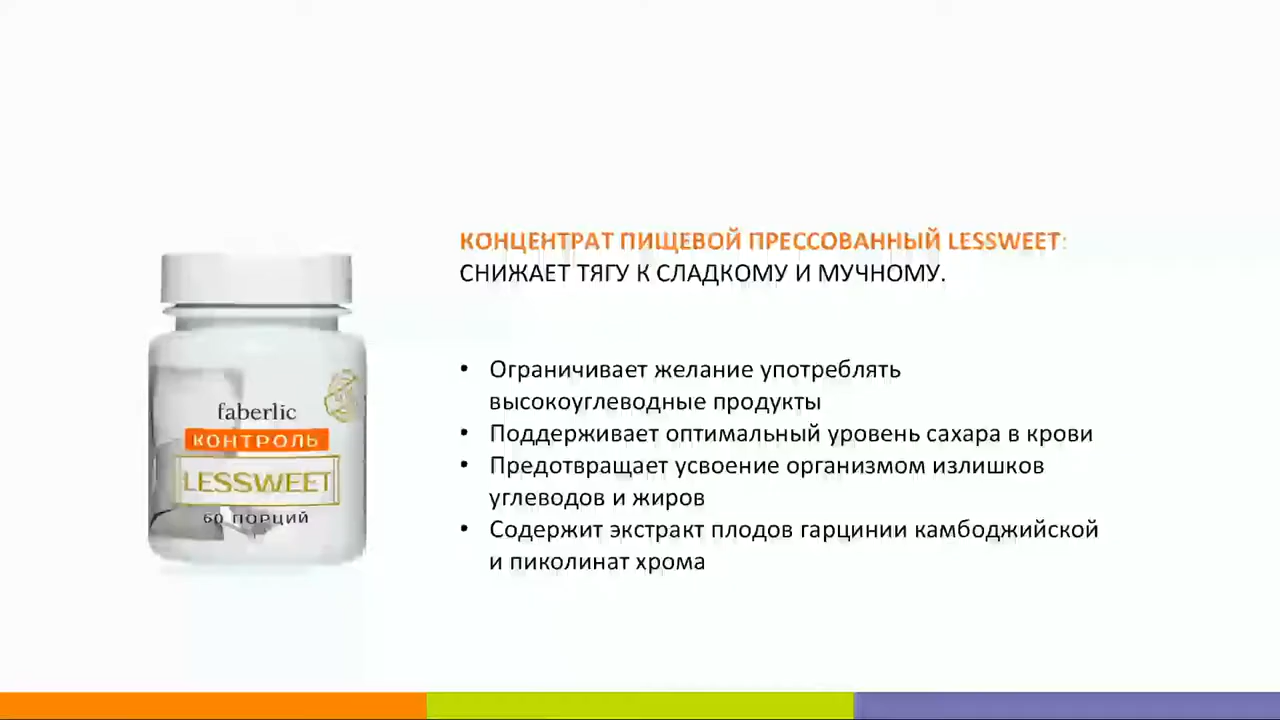 КОНЦЕНТРАТ ПИЩЕВОЙ ПРЕССОВАННЫЙ LESSWEET:
СНИЖАЕТ ТЯГУ К СЛАДКОМУ И МУЧНОМУ.
• Ограничивает желание употреблять
высокоуглеводные продукты
• Поддерживает оптимальный уровень сахара в крови
• Предотвращает усвоение организмом излишков
углеводов и жиров
• Содержит экстракт плодов гарцинии камбоджийской
и пиколинат хрома
faberlic
КОНТРОЛЬ
LESSWEET
60 ПОРЦИЙ